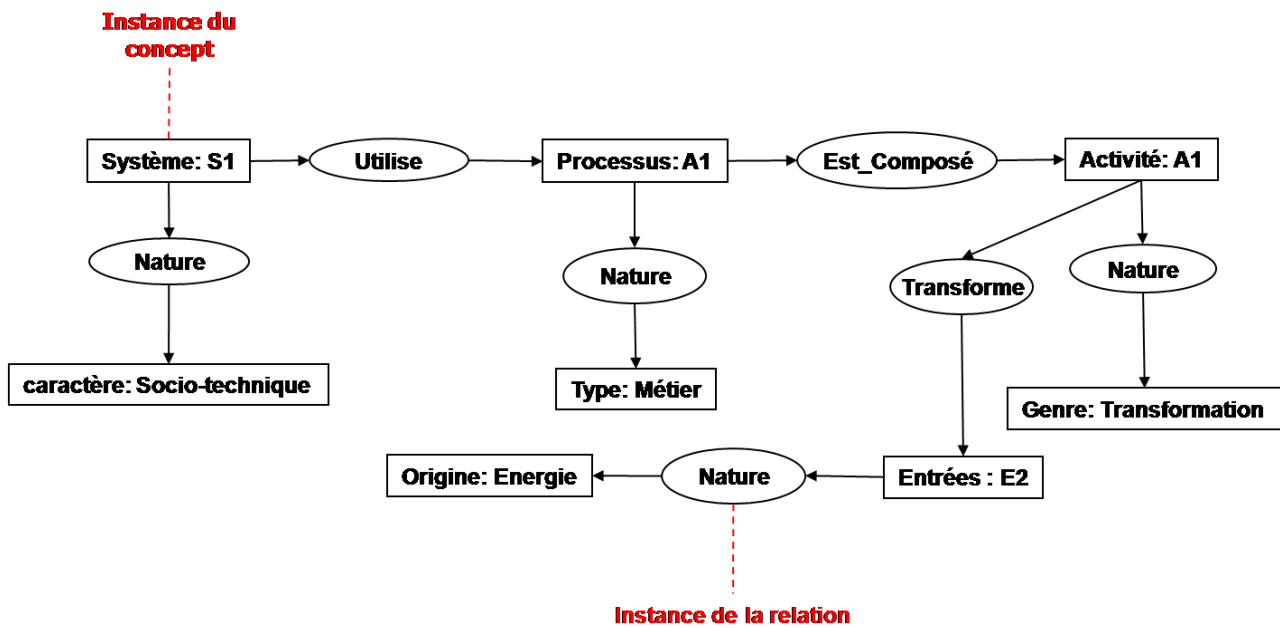 Instance du
concept
Système: S1
Utilise
Processus: A1
Est_Composé
Activité: A1
Nature
Nature
Transforme
Nature
caractère: Socio-technique
Type: Métier
Genre: Transformation
Origine: Energie
Nature
Entrées : E2
Instance de la relation